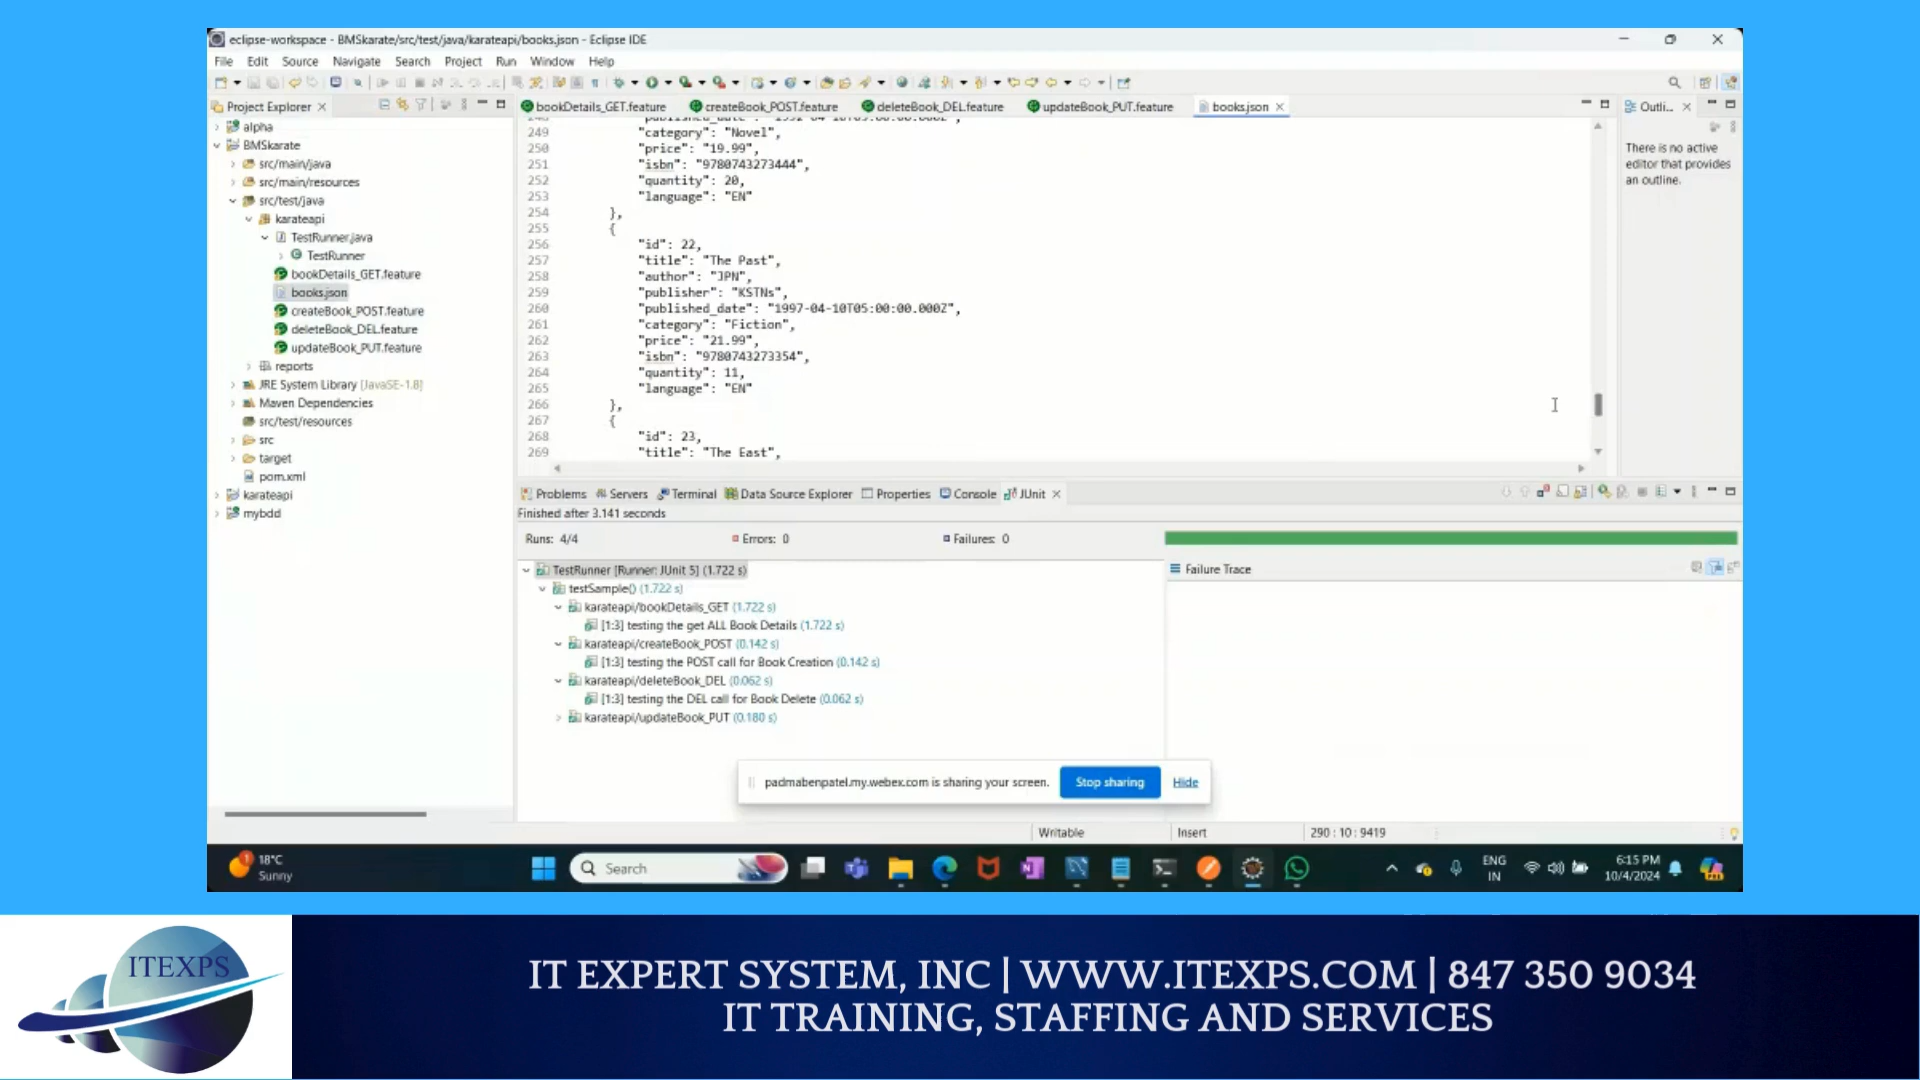 eclipse-workspace - BMSkarate/src/test/java/karateapi/books.json - Eclipse IDE
File Edit Source Navigate Search Project Run Window Help
Project Explorer
bookDetails_GET.feature createBook_POST.feature deleteBook_DEL.feature updateBook_PUT.feature books.json
Outli...
There is no active
editor that provides
an outline.
alpha
BMSkarate
src/main/java
src/main/resources
src/test/java
karateapi
TestRunner.java
TestRunner
bookDetails_GET.feature
books.json
createBook_POST.feature
deleteBook_DEL.feature
updateBook_PUT.feature
reports
JRE System Library [JavaSE-1.8]
Maven Dependencies
src/test/resources
src
target
pom.xml
karateapi
mybdd
249 "category": "Novel",
250 "price": "19.99",
251 "isbn": "9780743273444",
252 "quantity": 20,
253 "language": "EN"
254 },
255 {
256 "id": 22,
257 "title": "The Past",
258 "author": "JPN",
259 "publisher": "KSTNs",
260 "published_date": "1997-04-10T05:00:00.000Z",
261 "category": "Fiction",
262 "price": "21.99",
263 "isbn": "9780743273354",
264 "quantity": 11,
265 "language": "EN"
266 },
267 {
268 "id": 23,
269 "title": "The East",
Problems Servers Terminal Data Source Explorer Properties Console JUnit
Finished after 3.141 seconds
Runs: 4/4 Errors: 0 Failures: 0
TestRunner [Runner: JUnit 5] (1.722 s)
testSample() (1.722 s)
karateapi/bookDetails_GET (1.722 s)
[1:3] testing the get ALL Book Details (1.722 s)
karateapi/createBook_POST (0.142 s)
[1:3] testing the POST call for Book Creation (0.142 s)
karateapi/deleteBook_DEL (0.062 s)
[1:3] testing the DEL call for Book Delete (0.062 s)
karateapi/updateBook_PUT (0.180 s)
Failure Trace
padmabenpatel.my.webex.com is sharing your screen. Stop sharing Hide
Writable Insert 290 : 10 : 9419
18°C
Sunny
Search
ENG
IN
6:15 PM
10/4/2024
ITEXPS
IT EXPERT SYSTEM, INC | WWW.ITEXPS.COM | 847 350 9034
IT TRAINING, STAFFING AND SERVICES